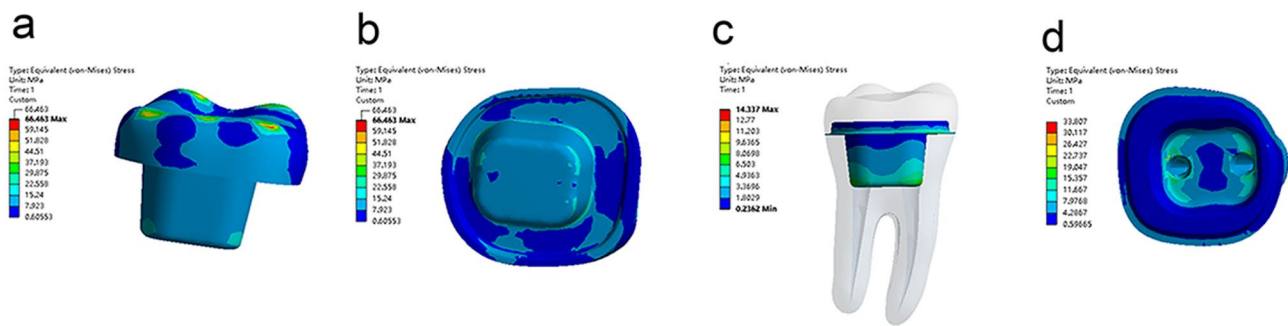 a
Type: Equivalent (von-Mises) Stress
Unit: MPa
Time: 1
Custom
66.463
66.463 Max
59.145
51.828
44.51
37.193
29.875
22.558
15.24
7.923
0.60553
b
Type: Equivalent (von-Mises) Stress
Unit: MPa
Time: 1
Custom
66.463
66.463 Max
59.145
51.828
44.51
37.193
29.875
22.558
15.24
7.923
0.60553
c
Type: Equivalent (von-Mises) Stress
Unit: MPa
Time: 1
Custom
14.337 Max
12.77
11.203
9.6365
8.0698
6.503
4.9363
3.3696
1.8029
0.2362 Min
d
Type: Equivalent (von-Mises) Stress
Unit: MPa
Time: 1
Custom
33.807
30.117
26.427
22.737
19.047
15.357
11.667
7.9768
4.2867
0.59665